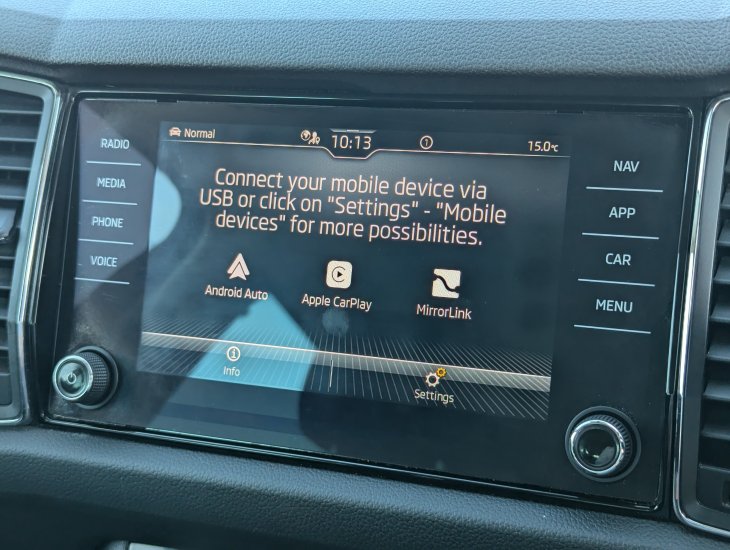 RADIO
MEDIA
PHONE
VOICE
Normal
10:13
15.0°C
Connect your mobile device via
USB or click on "Settings" - "Mobile
devices" for more possibilities.
Android Auto
Apple CarPlay
MirrorLink
Info
Settings
NAV
APP
CAR
MENU